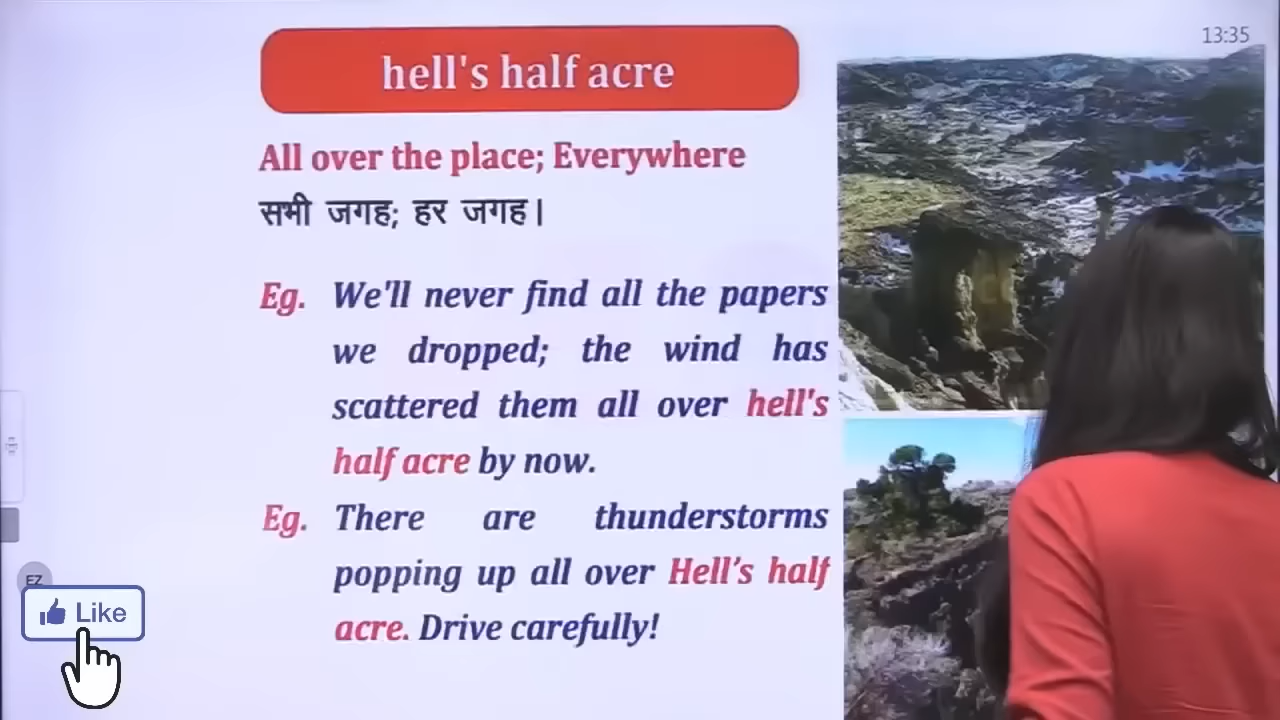 13:35
hell's half acre
All over the place; Everywhere
सभी जगह; हर जगह।
Eg. We'll never find all the papers
we dropped; the wind has
scattered them all over hell's
half acre by now.
Eg. There are thunderstorms
popping up all over Hell’s half
acre. Drive carefully!
EZ
Like